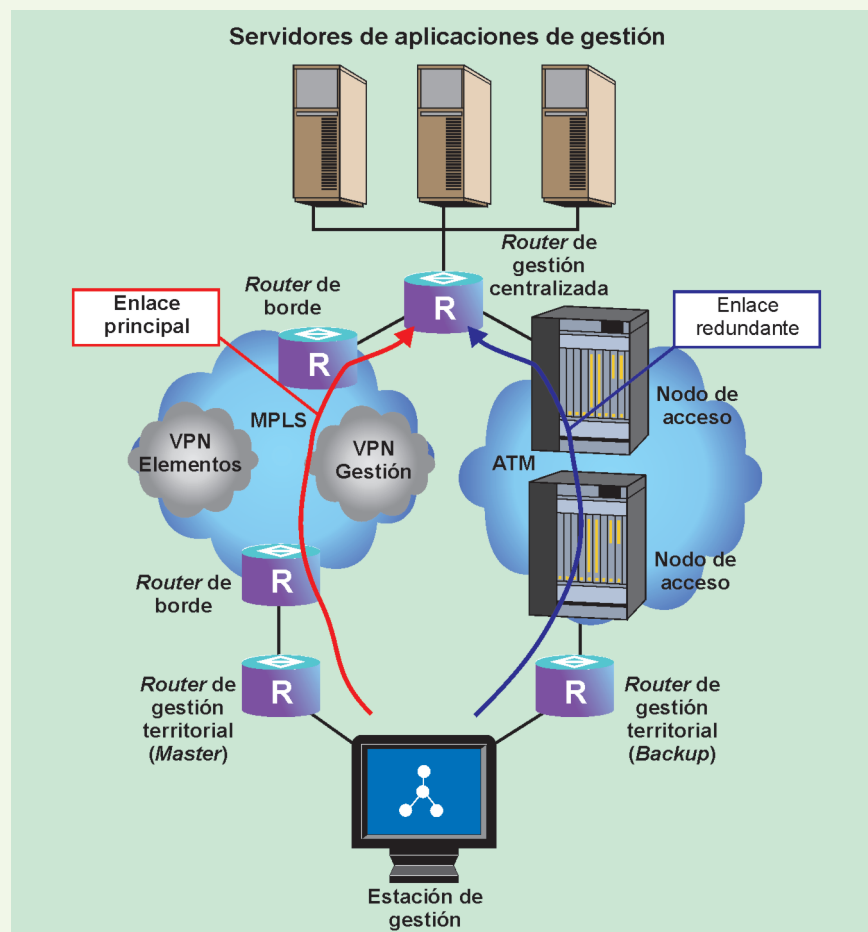 Servidores de aplicaciones de gestión
Router de
gestión
centralizada
Router de
borde
Enlace
principal
Enlace
redundante
R
R
Nodo de
acceso
MPLS
VPN
Elementos
VPN
Gestión
ATM
Nodo de
acceso
Router de
borde
R
Router de
gestión
territorial
(Master)
R
R
Router de
gestión
territorial
(Backup)
Estación de
gestión